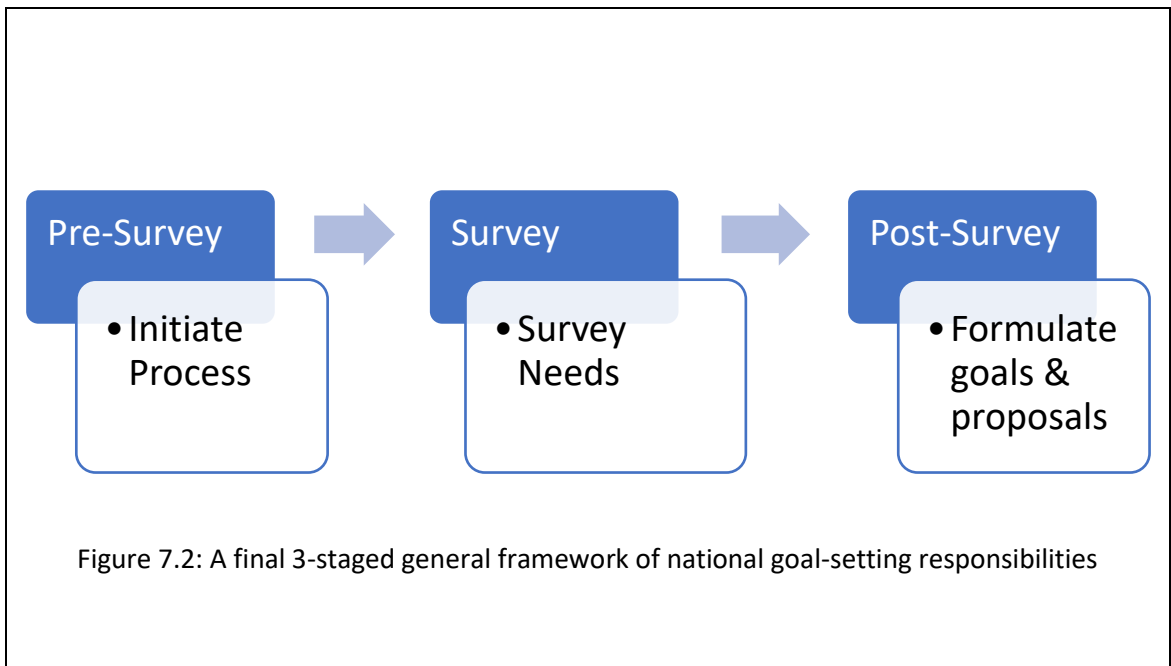 Pre-Survey
• Initiate
Process
Survey
• Survey
Needs
Post-Survey
• Formulate
goals &
proposals
Figure 7.2: A final 3-staged general framework of national goal-setting responsibilities